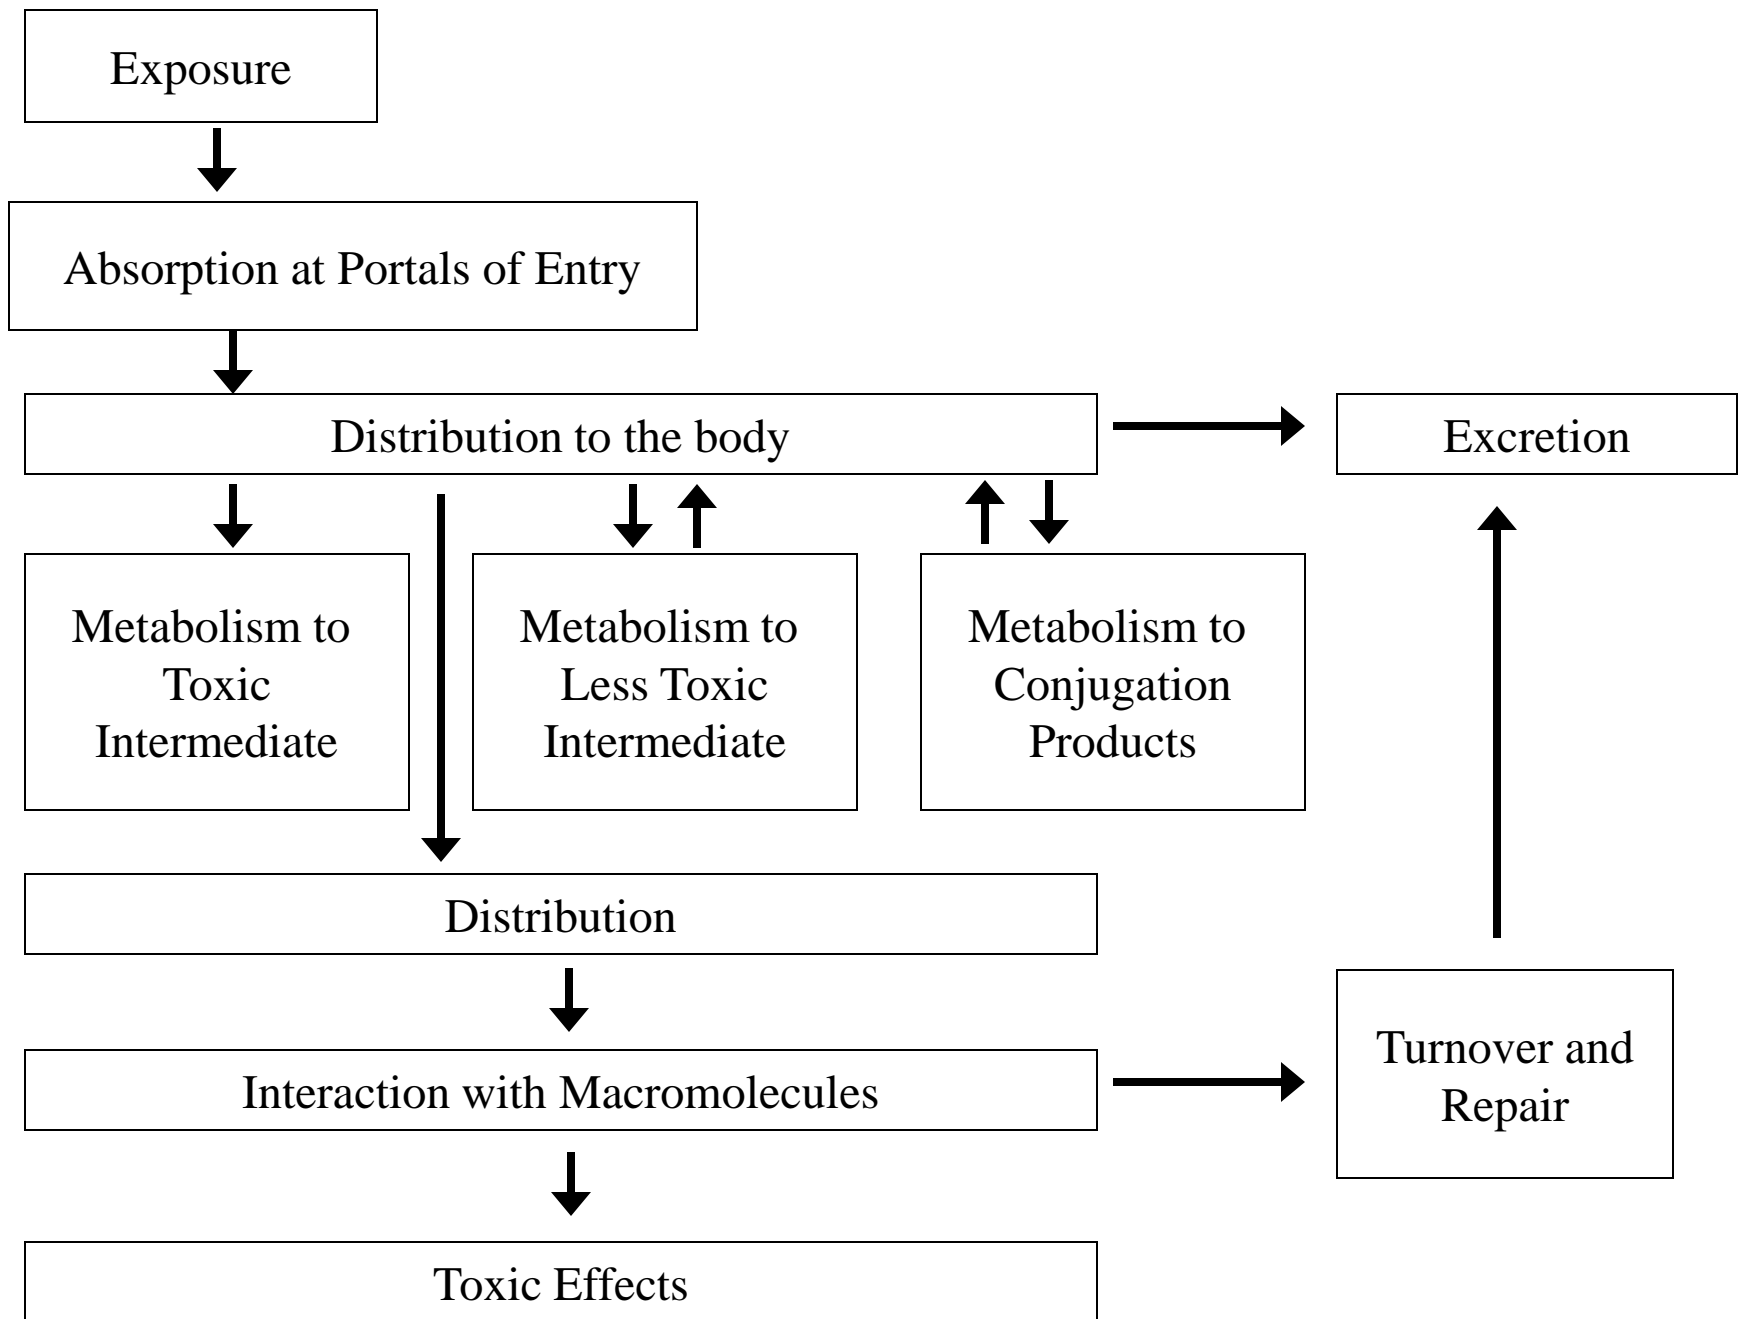 Exposure
Absorption at Portals of Entry
Distribution to the body
Excretion
Metabolism to
Toxic
Intermediate
Metabolism to
Less Toxic
Intermediate
Metabolism to
Conjugation
Products
Distribution
Interaction with Macromolecules
Turnover and
Repair
Toxic Effects